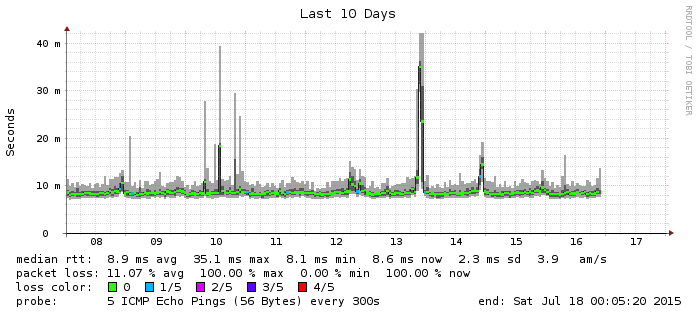 Last 10 Days
RRDTOOL / TOBI OETIKER
Seconds
40 m
30 m
20 m
10 m
0
08 09 10 11 12 13 14 15 16 17
median rtt: 8.9 ms avg 35.1 ms max 8.1 ms min 8.6 ms now 2.3 ms sd 3.9 am/s
packet loss: 11.07 % avg 100.00 % max 0.00 % min 100.00 % now
loss color: 0 1/5 2/5 3/5 4/5
probe: 5 ICMP Echo Pings (56 Bytes) every 300s end: Sat Jul 18 00:05:20 2015